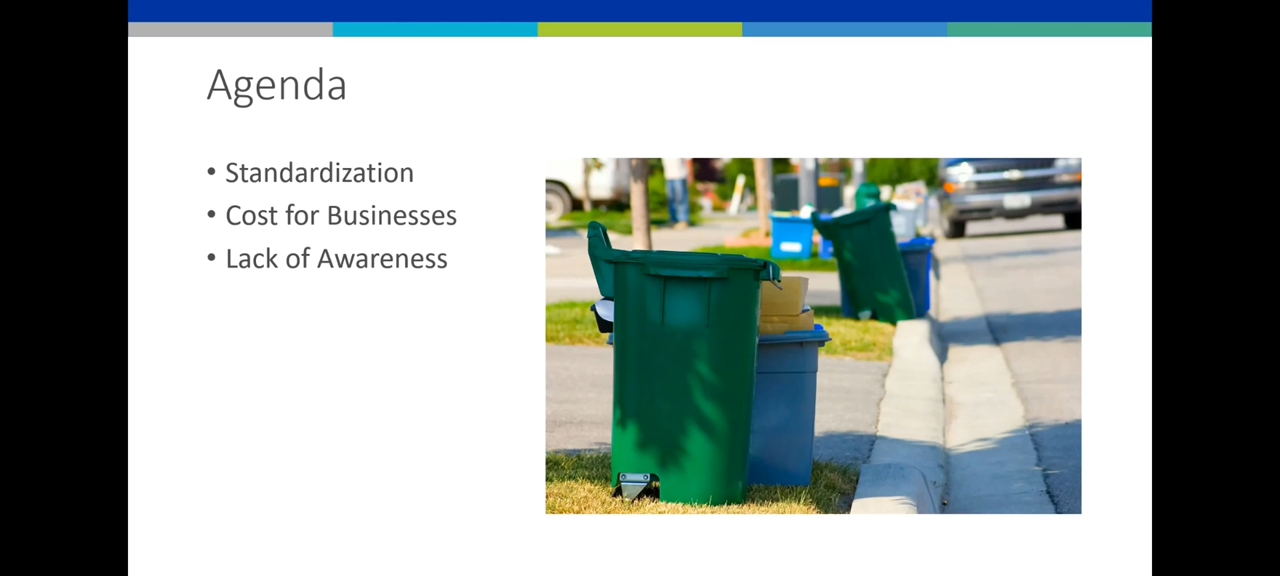 Agenda
• Standardization
• Cost for Businesses
• Lack of Awareness